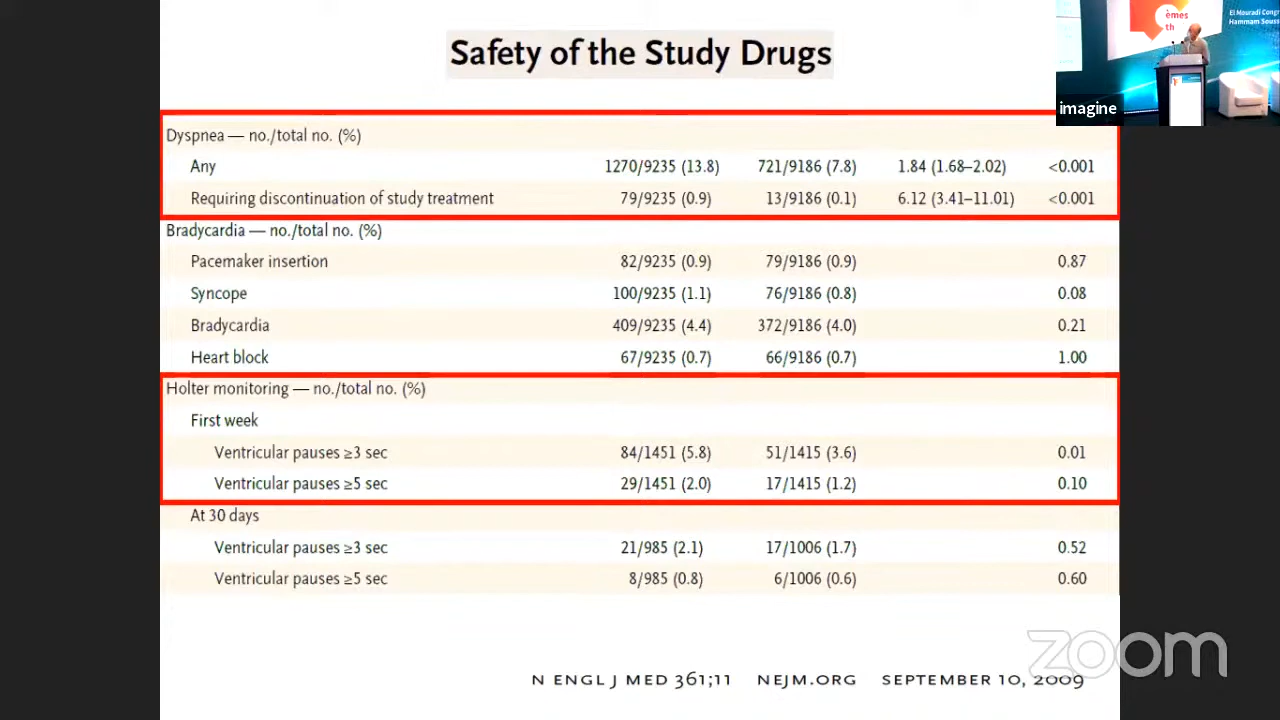 Safety of the Study Drugs
èmes
th
El Mouradi Congr
Hammam Souss
imagine
Dyspnea — no./total no. (%)
Any 1270/9235 (13.8) 721/9186 (7.8) 1.84 (1.68–2.02) <0.001
Requiring discontinuation of study treatment 79/9235 (0.9) 13/9186 (0.1) 6.12 (3.41–11.01) <0.001
Bradycardia — no./total no. (%)
Pacemaker insertion 82/9235 (0.9) 79/9186 (0.9) 0.87
Syncope 100/9235 (1.1) 76/9186 (0.8) 0.08
Bradycardia 409/9235 (4.4) 372/9186 (4.0) 0.21
Heart block 67/9235 (0.7) 66/9186 (0.7) 1.00
Holter monitoring — no./total no. (%)
First week
Ventricular pauses ≥3 sec 84/1451 (5.8) 51/1415 (3.6) 0.01
Ventricular pauses ≥5 sec 29/1451 (2.0) 17/1415 (1.2) 0.10
At 30 days
Ventricular pauses ≥3 sec 21/985 (2.1) 17/1006 (1.7) 0.52
Ventricular pauses ≥5 sec 8/985 (0.8) 6/1006 (0.6) 0.60
zoom
N ENGL J MED 361;11 NEJM.ORG SEPTEMBER 10, 2009